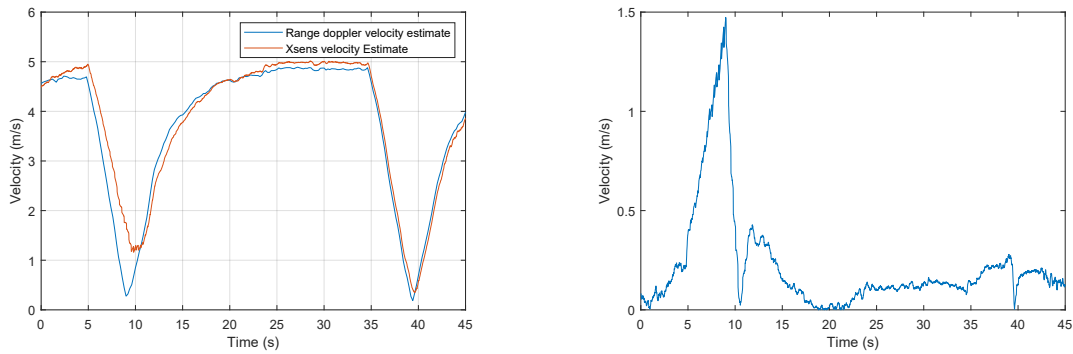 6
5
4
3
2
1
0
Velocity (m/s)
0 5 10 15 20 25 30 35 40 45
Time (s)
Range doppler velocity estimate
Xsens velocity Estimate
1.5
1
0.5
0
Velocity (m/s)
0 5 10 15 20 25 30 35 40 45
Time (s)